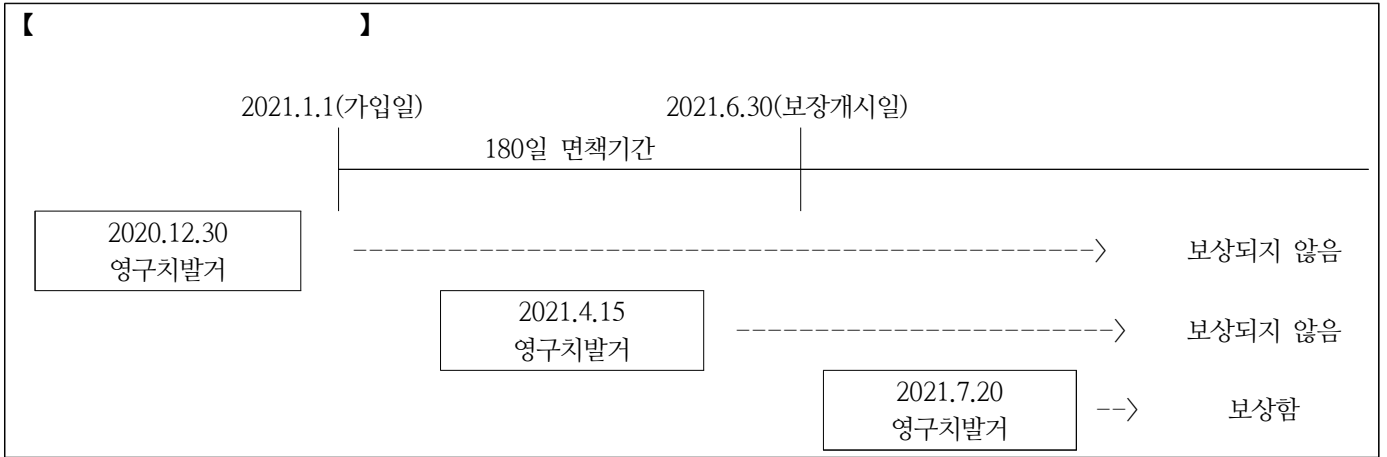 【 】
2021.1.1(가입일) 2021.6.30(보장개시일)
180일 면책기간
2020.12.30
영구치발거
보상되지 않음
2021.4.15
영구치발거
보상되지 않음
2021.7.20
영구치발거
보상함